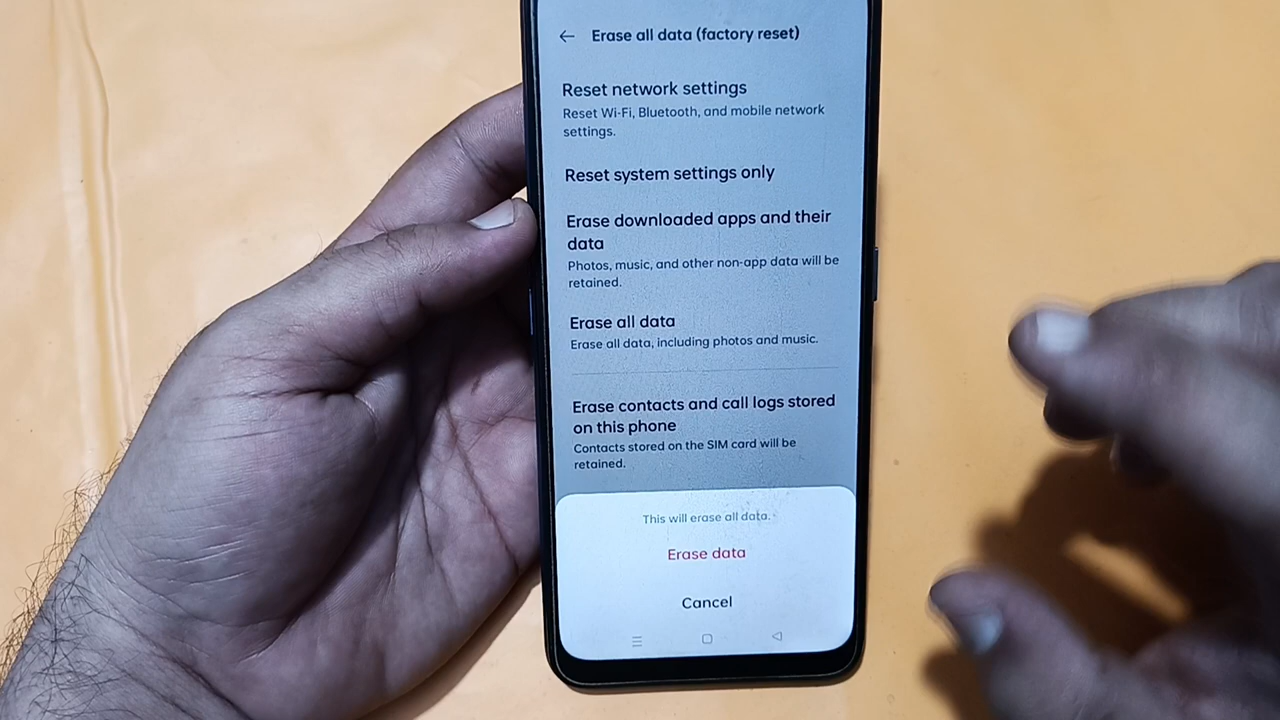 Erase all data (factory reset)
Reset network settings
Reset Wi-Fi, Bluetooth, and mobile network
settings.
Reset system settings only
Erase downloaded apps and their
data
Photos, music, and other non-app data will be
retained.
Erase all data
Erase all data, including photos and music.
Erase contacts and call logs stored
on this phone
Contacts stored on the SIM card will be
retained.
This will erase all data.
Erase data
Cancel